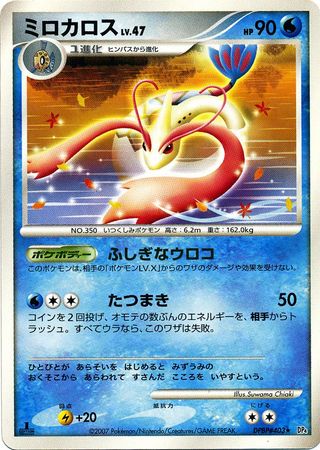 ミロカロス LV.47 HP 90
1進化 ヒンバスから進化
NO.350 いつくしみポケモン 高さ：6.2m 重さ：162.0kg
ポケボディー ふしぎなウロコ
このポケモンは、相手の「ポケモンLV.X」からのワザのダメージや効果を受けない。
たつまき 50
コインを2回投げ、オモテの数ぶんのエネルギーを、相手からト
ラッシュ。すべてウラなら、このワザは失敗。
ひとびとが あらそいを はじめると みずうみの
おくそこから あらわれて すさんだ こころを いやすという。
Illus.Suwama Chiaki
弱点 +20 抵抗力 にげる
©2007 Pokémon/Nintendo/Creatures/GAME FREAK. DPBP#403★ DP4